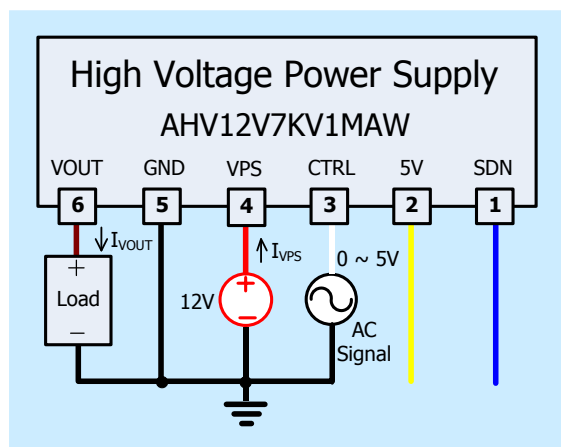 High Voltage Power Supply
AHV12V7KV1MAW
VOUT GND VPS CTRL 5V SDN
6 5 4 3 2 1
IVOUT IVPS 0 ~ 5V
+ +
Load 12V
− −
AC
Signal